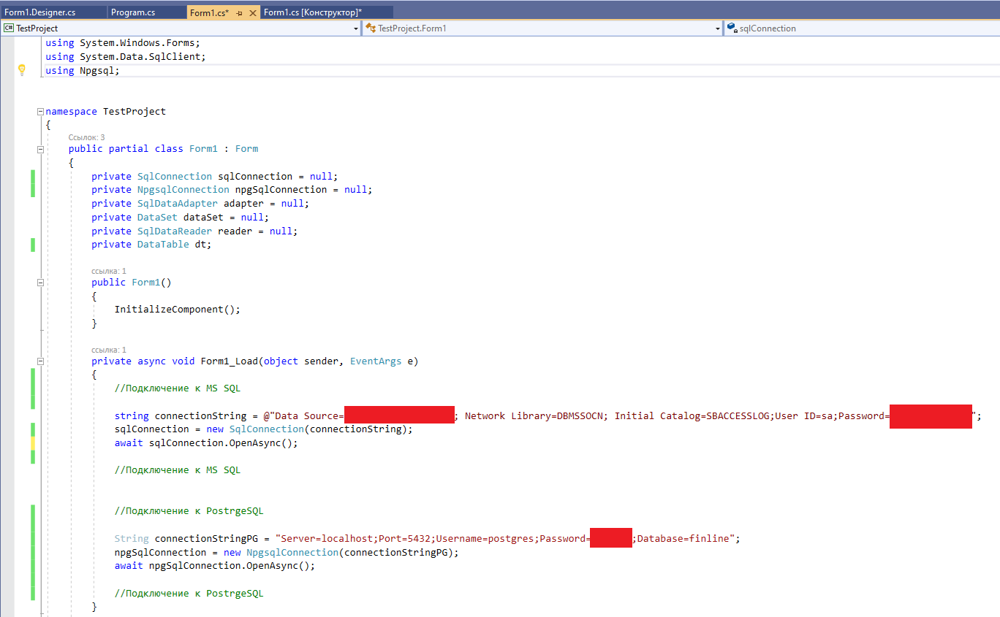 Form1.Designer.cs Program.cs Form1.cs* Form1.cs [Конструктор]*
C# TestProject TestProject.Form1 sqlConnection
using System.Windows.Forms;
using System.Data.SqlClient;
using Npgsql;
namespace TestProject
{
Ссылок: 3
public partial class Form1 : Form
{
private SqlConnection sqlConnection = null;
private NpgsqlConnection npgSqlConnection = null;
private SqlDataAdapter adapter = null;
private DataSet dataSet = null;
private SqlDataReader reader = null;
private DataTable dt;
ссылка: 1
public Form1()
{
InitializeComponent();
}
ссылка: 1
private async void Form1_Load(object sender, EventArgs e)
{
//Подключение к MS SQL
string connectionString = @"Data Source= ; Network Library=DBMSSOCN; Initial Catalog=SBACCESSLOG;User ID=sa;Password= ";
sqlConnection = new SqlConnection(connectionString);
await sqlConnection.OpenAsync();
//Подключение к MS SQL
//Подключение к PostrgeSQL
String connectionStringPG = "Server=localhost;Port=5432;Username=postgres;Password= ;Database=finline";
npgSqlConnection = new NpgsqlConnection(connectionStringPG);
await npgSqlConnection.OpenAsync();
//Подключение к PostrgeSQL
}